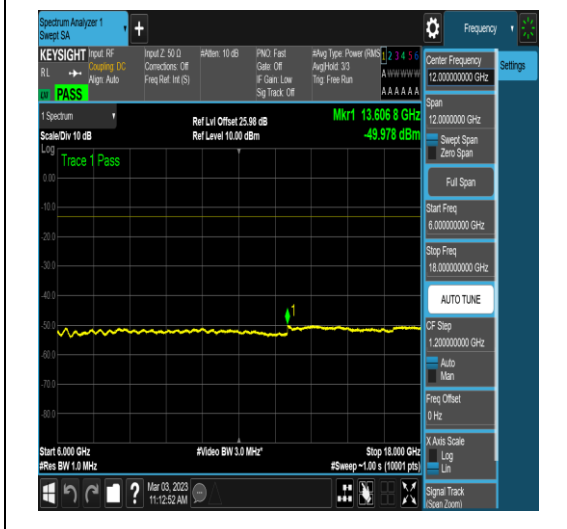 Spectrum Analyzer 1
Swept SA
+
Frequency
KEYSIGHT
Input: RF
Coupling: DC
Align: Auto
Input Z: 50 Ω
Corrections: Off
Freq Ref: Int (S)
#Atten: 10 dB
PNO: Fast
Gate: Off
IF Gain: Low
Sig Track: Off
#Avg Type: Power (RMS)
Avg|Hold: 3/3
Trig: Free Run
1 2 3 4 5 6
A W W W W W
A A A A A A
R L
PASS
1 Spectrum
Scale/Div 10 dB
Ref Lvl Offset 25.98 dB
Ref Level 10.00 dBm
Mkr1 13.606 8 GHz
-49.978 dBm
Log
Trace 1 Pass
0.00
-10.0
-20.0
-30.0
-40.0
-50.0
-60.0
-70.0
-80.0
1
Start 6.000 GHz
#Res BW 1.0 MHz
#Video BW 3.0 MHz*
Stop 18.000 GHz
#Sweep ~1.00 s (10001 pts)
Mar 03, 2023
11:12:52 AM
?
Center Frequency
12.000000000 GHz
Settings
Span
12.0000000 GHz
Swept Span
Zero Span
Full Span
Start Freq
6.000000000 GHz
Stop Freq
18.000000000 GHz
AUTO TUNE
CF Step
1.200000000 GHz
Auto
Man
Freq Offset
0 Hz
X Axis Scale
Log
Lin
Signal Track
(Span Zoom)